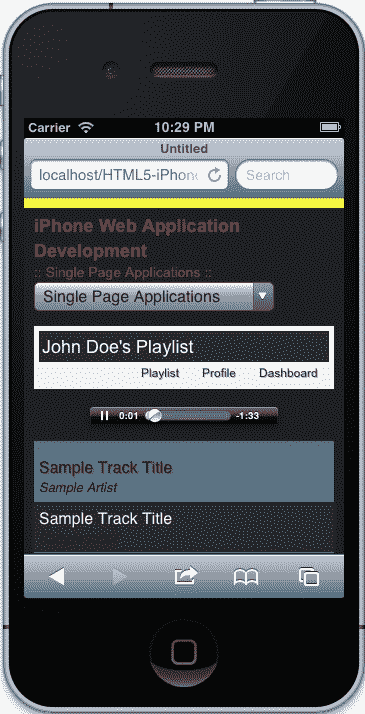 Carrier 10:29 PM
Untitled
localhost/HTML5-iPhon Search
iPhone Web Application
Development
:: Single Page Applications ::
Single Page Applications
John Doe's Playlist
Playlist Profile Dashboard
0:01 -1:33
Sample Track Title
Sample Artist
Sample Track Title